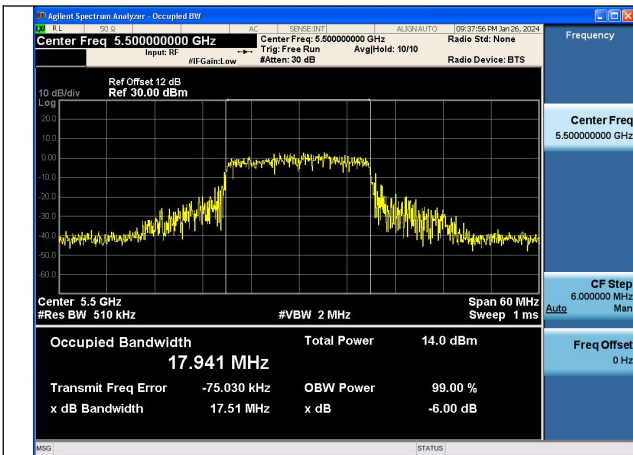 Agilent Spectrum Analyzer - Occupied BW
RL 50 Ω AC SENSE:INT ALIGNAUTO 09:37:56 PM Jan 26, 2024
Center Freq 5.500000000 GHz Center Freq: 5.500000000 GHz Radio Std: None
Input: RF Trig: Free Run Avg|Hold: 10/10
#IFGain:Low #Atten: 30 dB Radio Device: BTS
Frequency
Ref Offset 12 dB
10 dB/div Ref 30.00 dBm
Log
20.0
10.0
0.00
-10.0
-20.0
-30.0
-40.0
-50.0
-60.0
Center 5.5 GHz Span 60 MHz
#Res BW 510 kHz #VBW 2 MHz Sweep 1 ms
Occupied Bandwidth Total Power 14.0 dBm
17.941 MHz
Transmit Freq Error -75.030 kHz OBW Power 99.00 %
x dB Bandwidth 17.51 MHz x dB -6.00 dB
Center Freq
5.500000000 GHz
CF Step
6.000000 MHz
Auto Man
Freq Offset
0 Hz
MSG STATUS